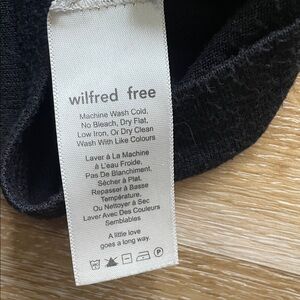 wilfred free
Machine Wash Cold,
No Bleach, Dry Flat,
Low Iron, Or Dry Clean
Wash With Like Colours
Laver à La Machine
à L'eau Froide,
Pas De Blanchiment,
Sécher à Plat,
Repasser à Basse
Température,
Ou Nettoyer à Sec
Laver Avec Des Couleurs
Semblables
A little love
goes a long way.
P